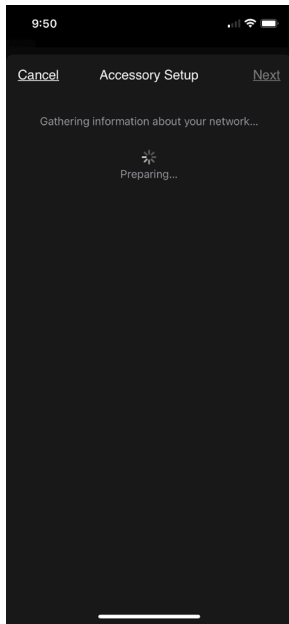 9:50
Cancel Accessory Setup Next
Gathering information about your network...
Preparing...